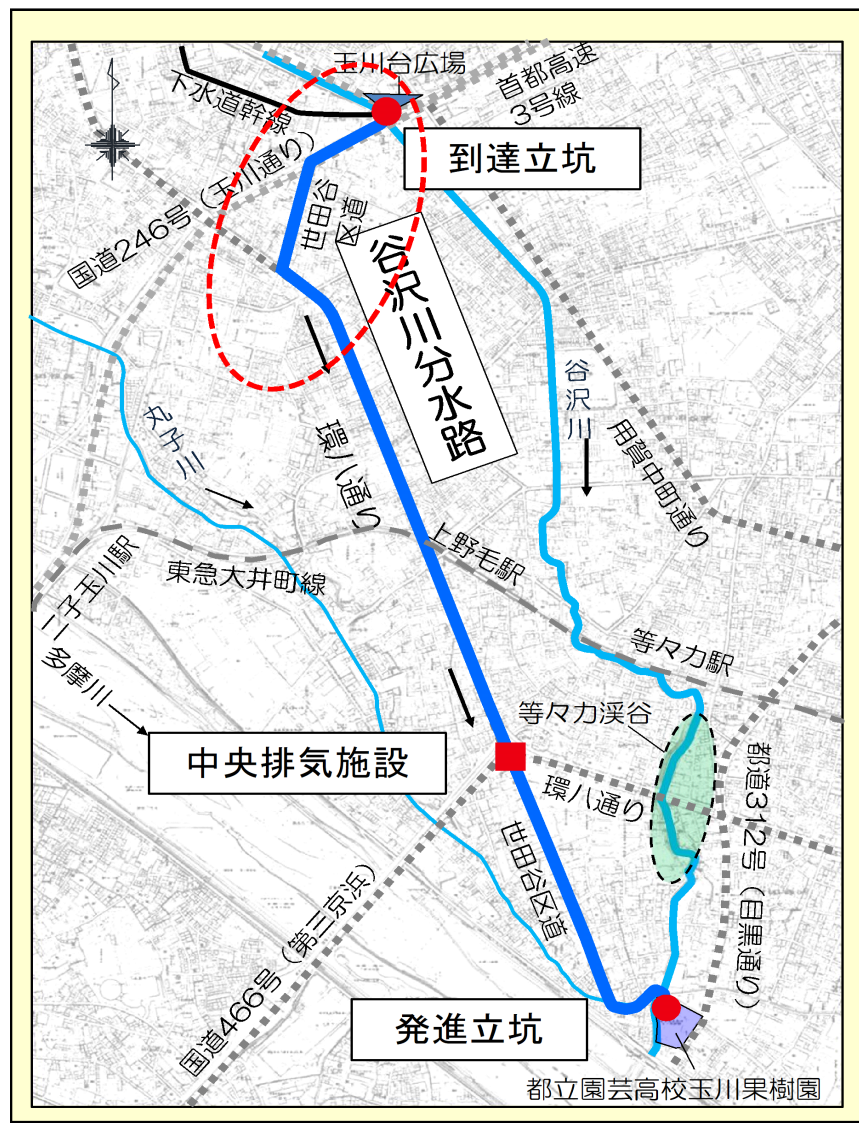 玉川台広場
首都高速
3号線
下水道幹線
到達立坑
国道246号(玉川通り)
世田谷
区道
谷沢川分水路
谷沢川
丸子川
環八通り
用賀中町通り
上野毛駅
東急大井町線
二子玉川駅
多摩川
等々力駅
等々力渓谷
中央排気施設
環八通り
都道312号(目黒通り)
世田谷区道
国道466号(第三京浜)
発進立坑
都立園芸高校玉川果樹園